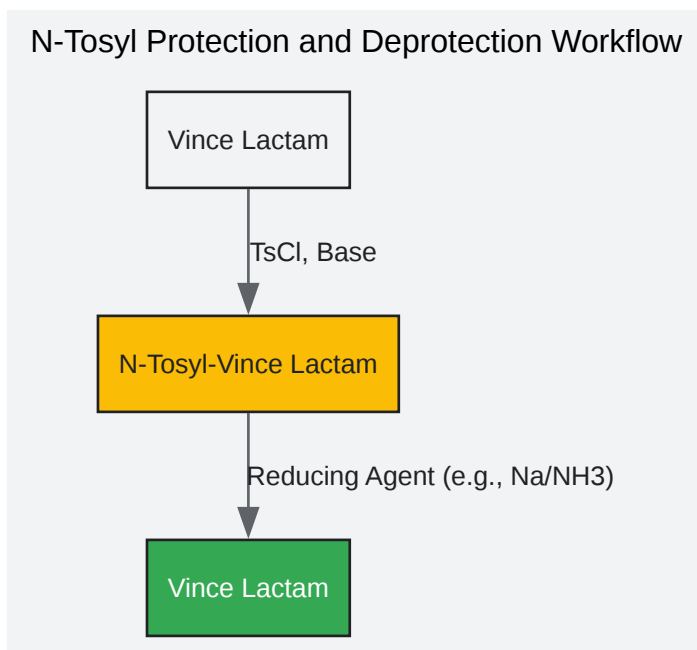 N-Tosyl Protection and Deprotection Workflow
Vince Lactam
TsCl, Base
N-Tosyl-Vince Lactam
Reducing Agent (e.g., Na/NH3)
Vince Lactam